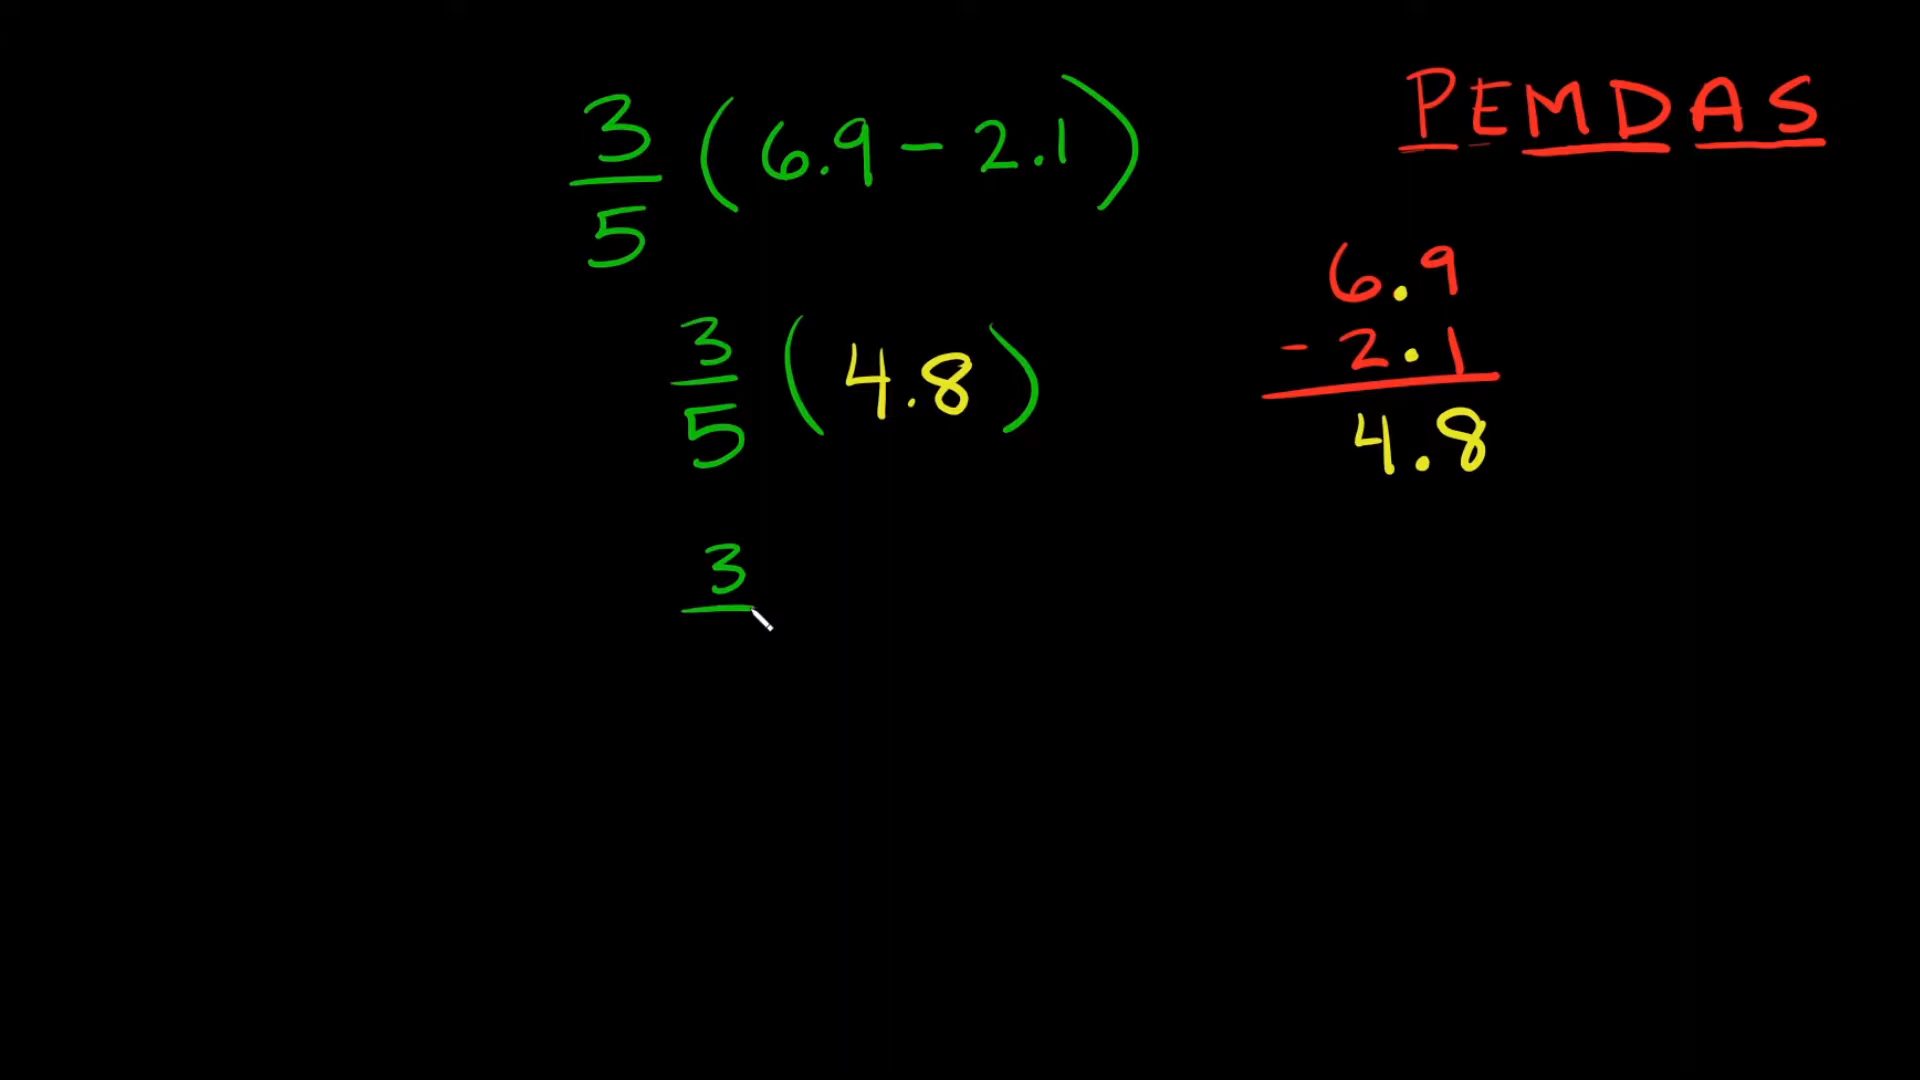 3/5 (6.9 - 2.1)
PEMDAS
3/5 (4.8)
6.9
- 2.1
4.8
3